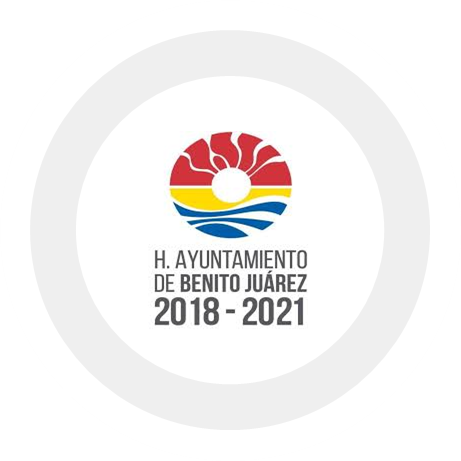 H. AYUNTAMIENTO
DE BENITO JUÁREZ
2018 - 2021